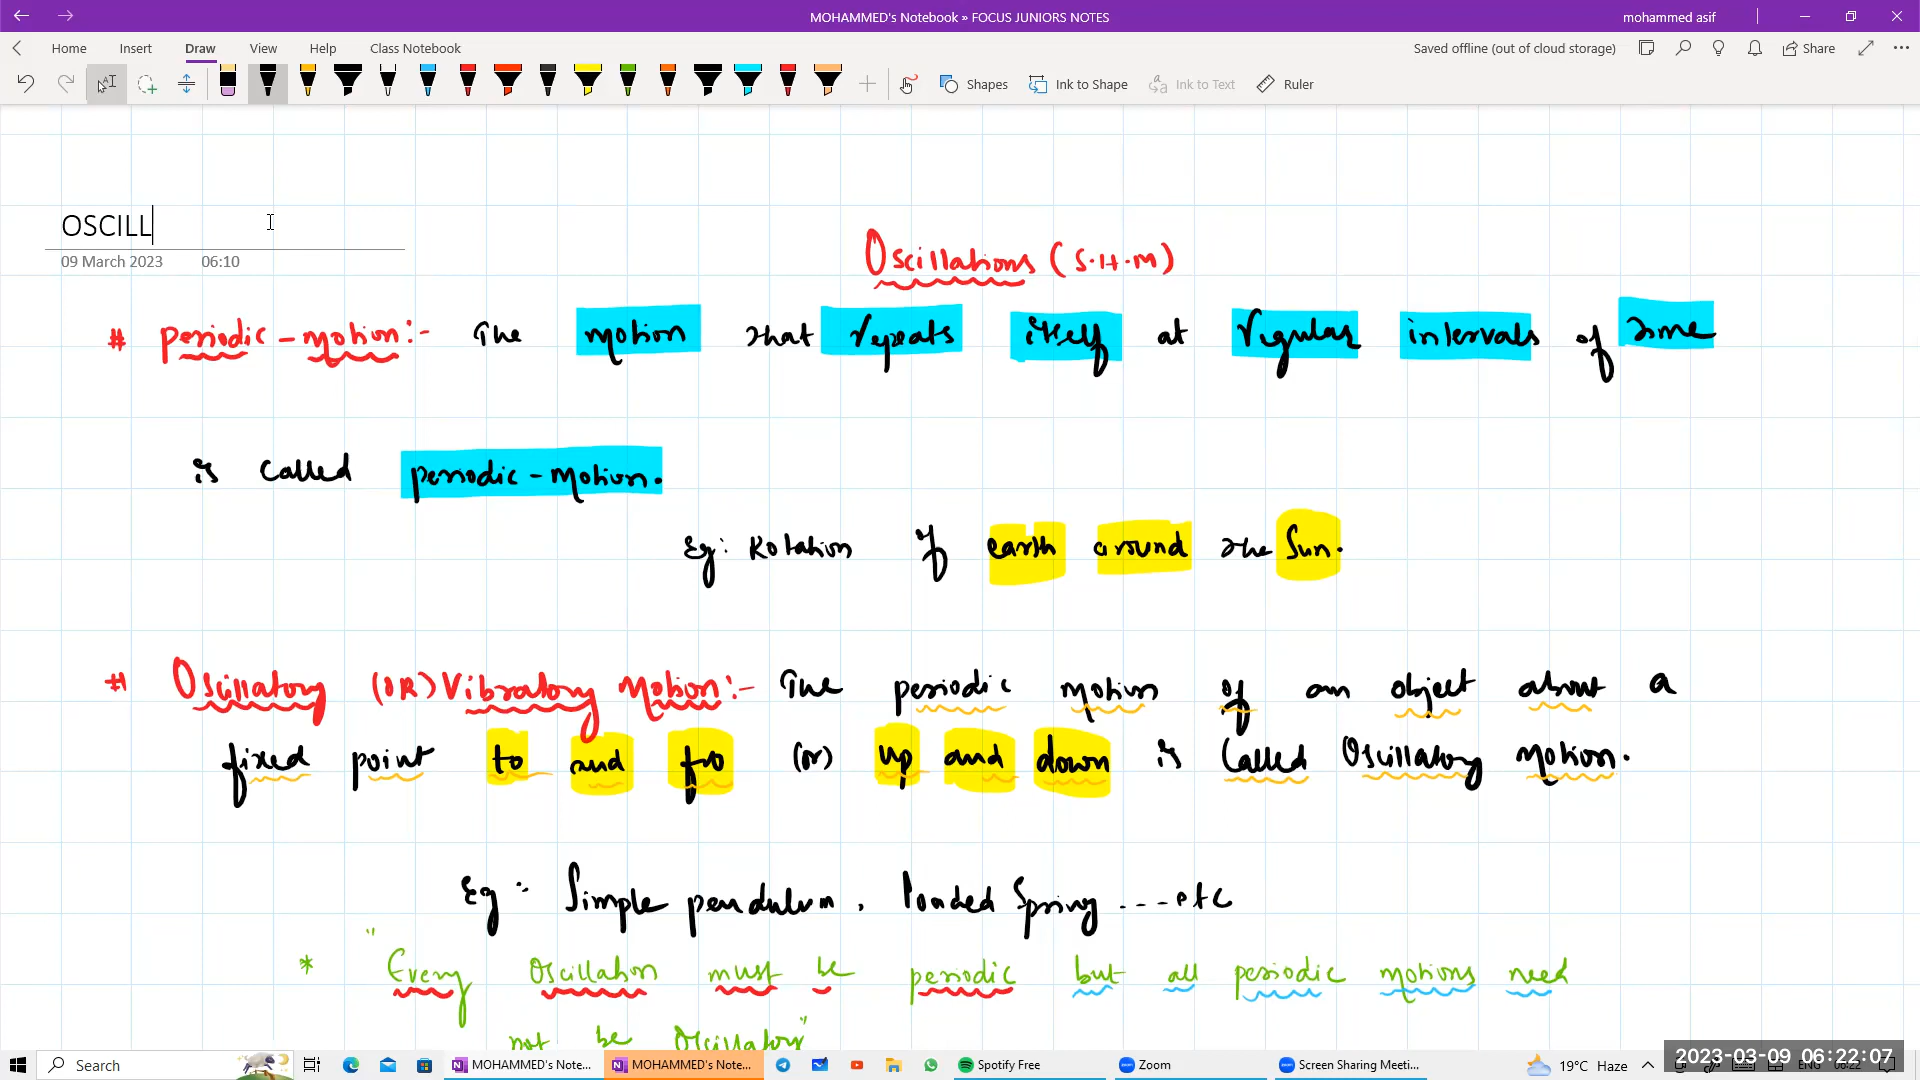 MOHAMMED's Notebook » FOCUS JUNIORS NOTES
mohammed asif
Home Insert Draw View Help Class Notebook
Saved offline (out of cloud storage)
Share
Shapes Ink to Shape Ink to Text Ruler
OSCILL
09 March 2023 06:10
Oscillations (S.H.M)
# periodic-motion:- The motion that repeats itself at regular intervals of time
is called periodic-motion.
Eg: Rotation of earth around the Sun.
# Oscillatory (OR) Vibratory Motion:- The periodic motion of an object about a
fixed point to and fro (or) up and down is called Oscillatory motion.
Eg: Simple pendulum, Loaded Spring ----etc
* "Every Oscillation must be periodic but all periodic motions need
not be Oscillatory"
Search
MOHAMMED's Note...
MOHAMMED's Note...
Spotify Free
Zoom
Screen Sharing Meeti...
19°C Haze
ENG
06:22
2023-03-09 06:22:07